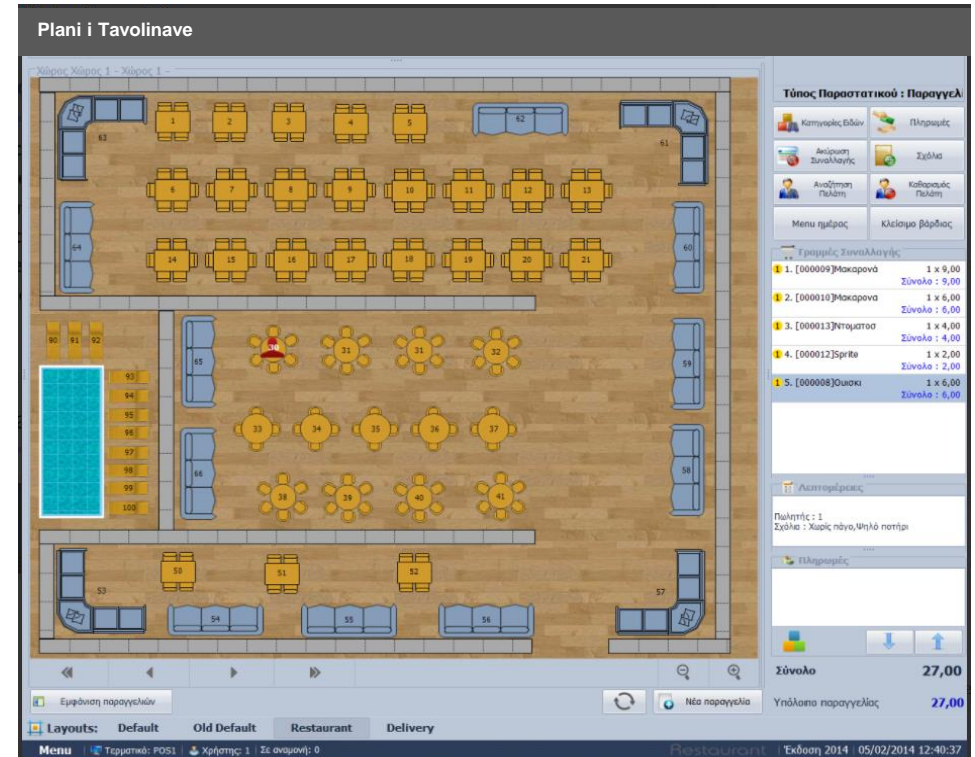 Plani i Tavolinave
Χώρος Χώρος 1 - Χώρος 1 -
1 2 3 4 5 62
63 61
6 7 8 9 10 11 12 13
64 60
14 15 16 17 18 19 20 21
90 91 92
30 31 31 32
65 59
93
94
95
96
97
98
99
100
33 34 35 36 37
66 58
38 39 40 41
50 51 52
53 57
54 55 56
Τύπος Παραστατικού : Παραγγελί
Κατηγορίες Ειδών
Πληρωμές
Ακύρωση Συναλλαγής
Σχόλια
Αναζήτηση Πελάτη
Καθαρισμός Πελάτη
Menu ημέρας
Κλείσιμο βάρδιας
Γραμμές Συναλλαγής
1 1. [000009]Μακαρονά 1 x 9,00
Σύνολο : 9,00
1 2. [000010]Μακαρονα 1 x 6,00
Σύνολο : 6,00
1 3. [000013]Ντοματοσ 1 x 4,00
Σύνολο : 4,00
1 4. [000012]Sprite 1 x 2,00
Σύνολο : 2,00
1 5. [000008]Ουισκι 1 x 6,00
Σύνολο : 6,00
Λεπτομέρειες
Πωλητής : 1
Σχόλια : Χωρίς πάγο,Ψηλό ποτήρι
Πληρωμές
Σύνολο 27,00
Υπόλοιπο παραγγελίας 27,00
Εμφάνιση παραγγελιών
Νέα παραγγελία
Layouts: Default Old Default Restaurant Delivery
Menu Τερματικό: POS1 Χρήστης: 1 Σε αναμονή: 0 Restaurant Έκδοση 2014 05/02/2014 12:40:37